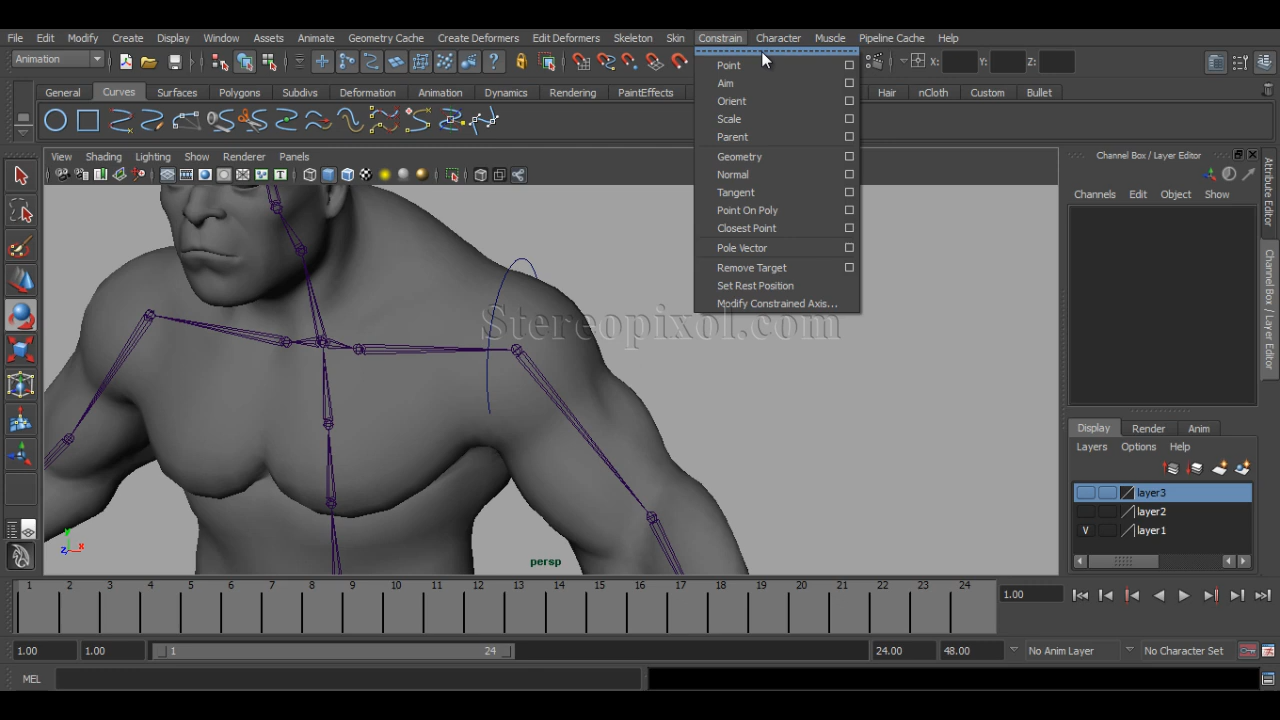 File Edit Modify Create Display Window Assets Animate Geometry Cache Create Deformers Edit Deformers Skeleton Skin Constrain Character Muscle Pipeline Cache Help
Animation X: Y: Z:
General Curves Surfaces Polygons Subdivs Deformation Animation Dynamics Rendering PaintEffects Hair nCloth Custom Bullet
Point
Aim
Orient
Scale
Parent
Geometry
Normal
Tangent
Point On Poly
Closest Point
Pole Vector
Remove Target
Set Rest Position
Modify Constrained Axis...
View Shading Lighting Show Renderer Panels
Stereopixol.com
persp
y
z x
Channel Box / Layer Editor
Channels Edit Object Show
Attribute Editor
Channel Box / Layer Editor
Display Render Anim
Layers Options Help
layer3
layer2
V layer1
1 2 3 4 5 6 7 8 9 10 11 12 13 14 15 16 17 18 19 20 21 22 23 24
1.00
1.00 1.00 1 24 24.00 48.00 No Anim Layer No Character Set
MEL